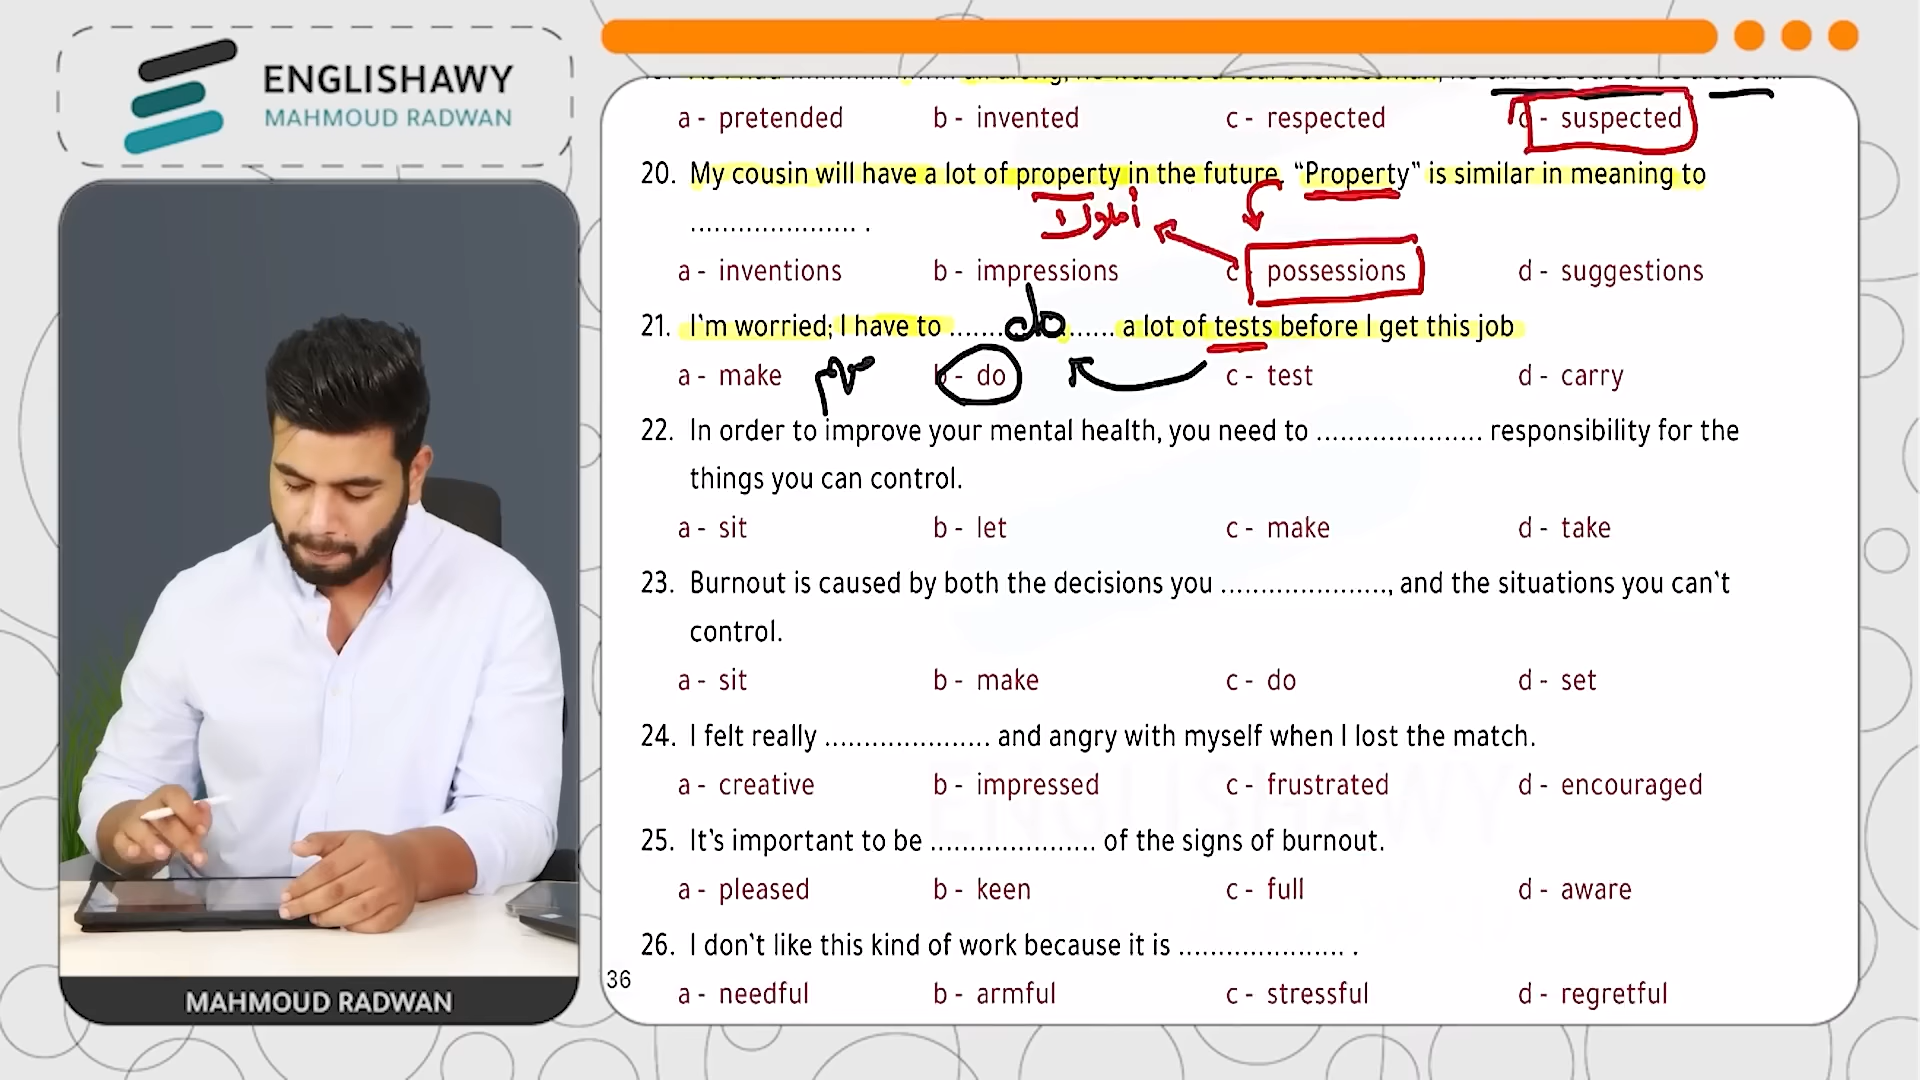 ENGLISHAWY
MAHMOUD RADWAN
a - pretended b - invented c - respected d - suspected
20. My cousin will have a lot of property in the future. “Property” is similar in meaning to
..................... .
أملاك
a - inventions b - impressions c - possessions d - suggestions
21. I'm worried; I have to ....... do ...... a lot of tests before I get this job
a - make b - do c - test d - carry
22. In order to improve your mental health, you need to ..................... responsibility for the
things you can control.
a - sit b - let c - make d - take
23. Burnout is caused by both the decisions you ....................., and the situations you can't
control.
a - sit b - make c - do d - set
24. I felt really ..................... and angry with myself when I lost the match.
a - creative b - impressed c - frustrated d - encouraged
25. It's important to be ..................... of the signs of burnout.
a - pleased b - keen c - full d - aware
26. I don't like this kind of work because it is ..................... .
36
a - needful b - armful c - stressful d - regretful
MAHMOUD RADWAN
ENGLISHAWY